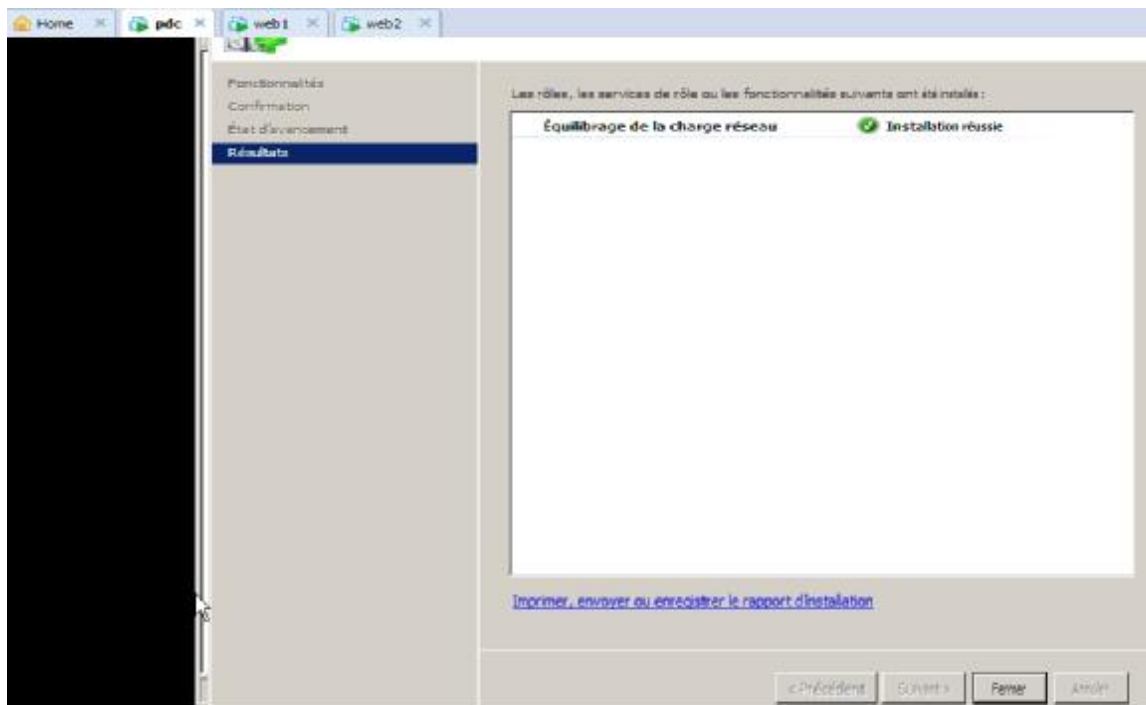 Home
pdc
web1
web2
Fonctionnalités
Confirmation
État d'avancement
Résultats
Les rôles, les services de rôle ou les fonctionnalités suivants ont été installés :
Équilibrage de la charge réseau
Installation réussie
Imprimer, envoyer ou enregistrer le rapport d'installation
< Précédent
Suivant >
Fermer
Annuler